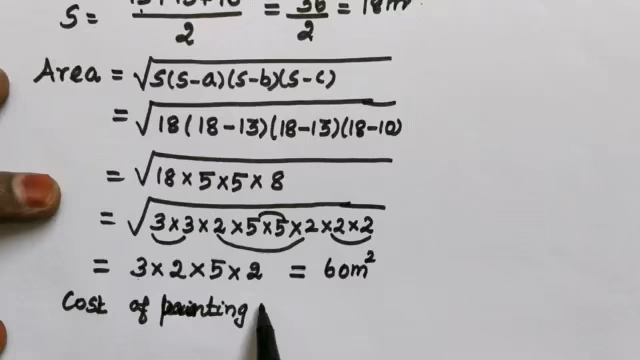 S = 13+13+10/2 = 36/2 = 18m
Area = √S(S-a)(S-b)(S-c)
= √18(18-13)(18-13)(18-10)
= √18×5×5×8
= √3×3×2×5×5×2×2×2
= 3×2×5×2 = 60m²
Cost of painting